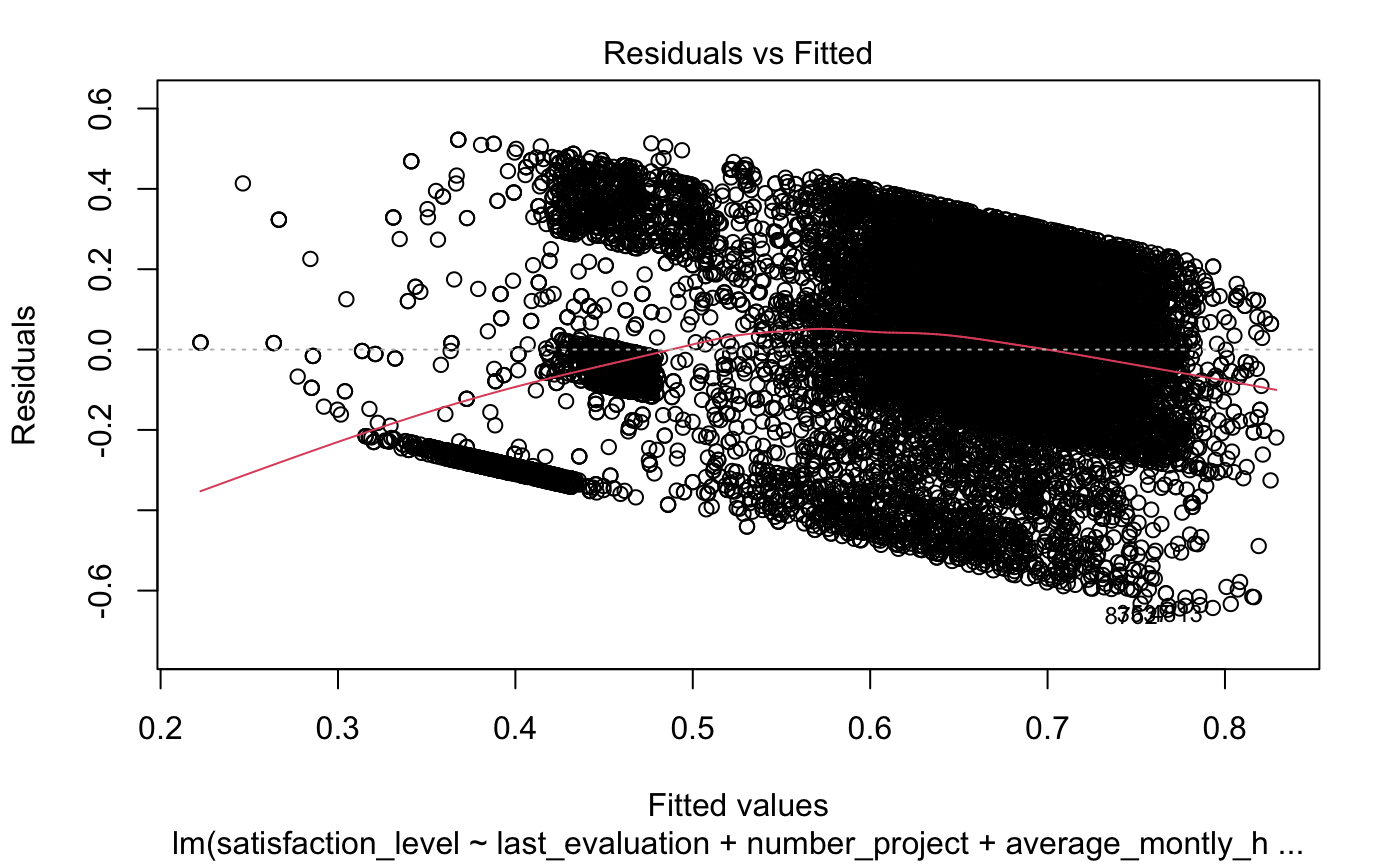 Residuals vs Fitted
0.6
0.4
0.2
0.0
-0.2
-0.6
Residuals
0.2 0.3 0.4 0.5 0.6 0.7 0.8
Fitted values
lm(satisfaction_level ~ last_evaluation + number_project + average_montly_h ...